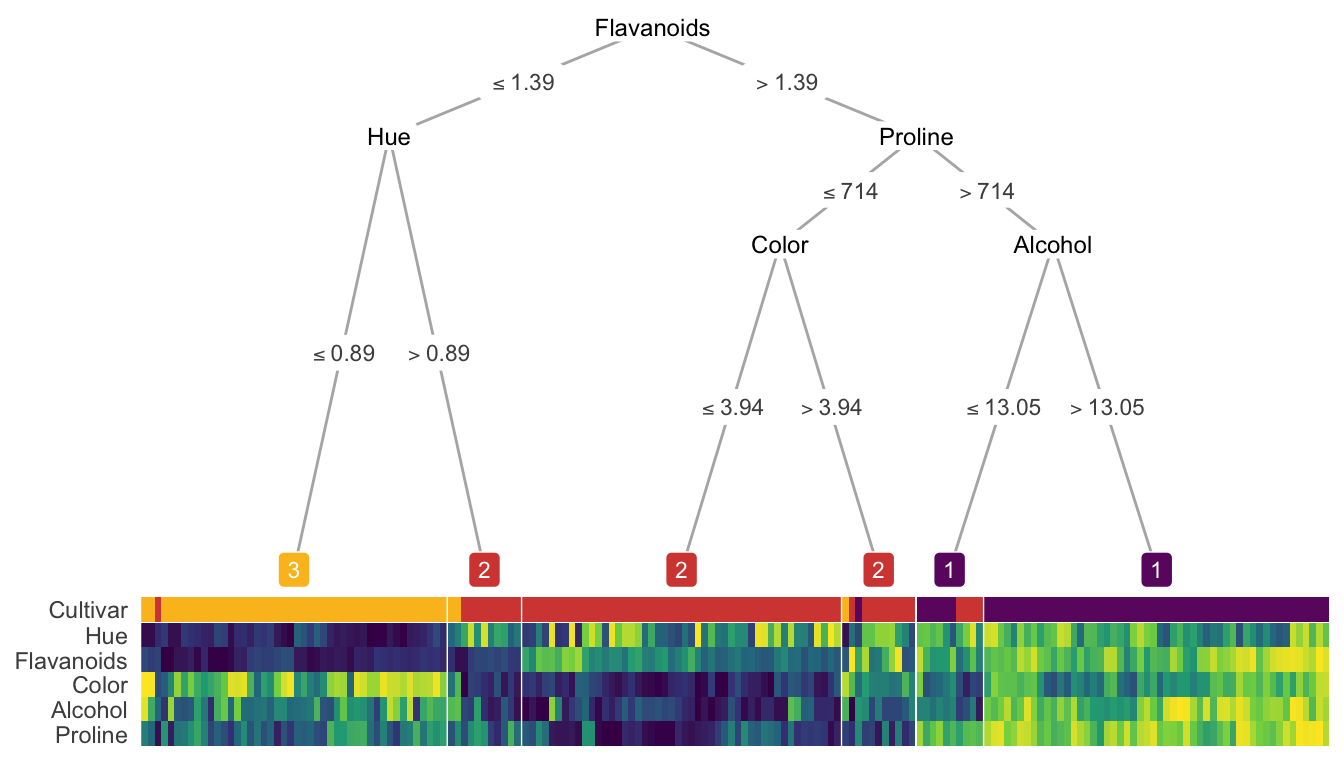 Flavanoids
≤ 1.39
> 1.39
Hue
Proline
≤ 714
> 714
Color
Alcohol
≤ 0.89
> 0.89
≤ 3.94
> 3.94
≤ 13.05
> 13.05
3
2
2
2
1
1
Cultivar
Hue
Flavanoids
Color
Alcohol
Proline